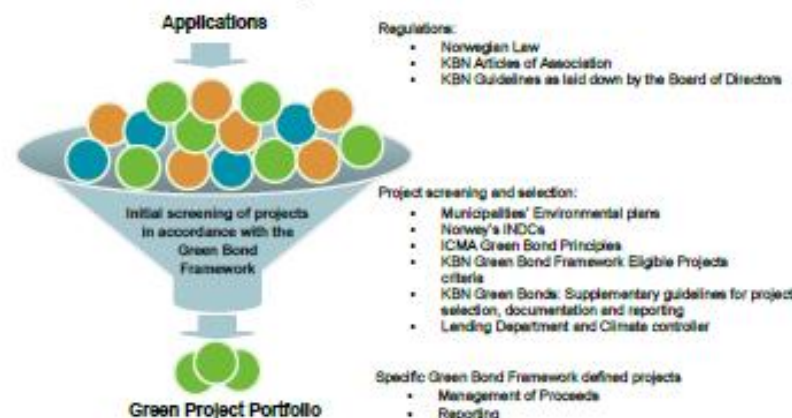 Applications
Regulations:
▪ Norwegian Law
▪ KBN Articles of Association
▪ KBN Guidelines as laid down by the Board of Directors
Initial screening of projects
in accordance with the
Green Bond
Framework
Project screening and selection:
▪ Municipalities' Environmental plans
▪ Norway's INDCs
▪ ICMA Green Bond Principles
▪ KBN Green Bond Framework Eligible Projects
criteria
▪ KBN Green Bonds: Supplementary guidelines for project
selection, documentation and reporting
▪ Lending Department and Climate controller
Green Project Portfolio
Specific Green Bond Framework defined projects
▪ Management of Proceeds
▪ Reporting